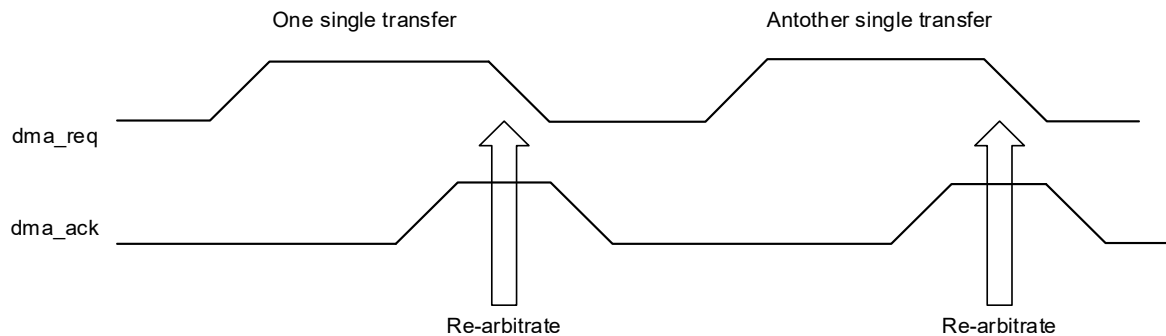 One single transfer
Antother single transfer
dma_req
dma_ack
Re-arbitrate
Re-arbitrate